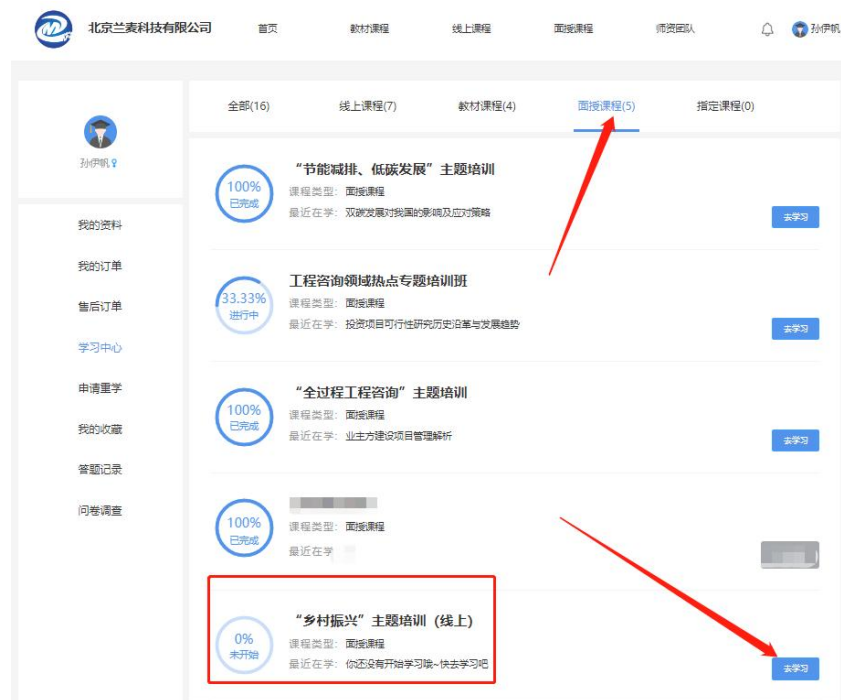 北京兰麦科技有限公司 首页 教材课程 线上课程 面授课程 师资团队 孙伊帆
全部(16) 线上课程(7) 教材课程(4) 面授课程(5) 指定课程(0)
孙伊帆
我的资料
我的订单
售后订单
学习中心
申请重学
我的收藏
答题记录
问卷调查
100%
已完成
“节能减排、低碳发展”主题培训
课程类型: 面授课程
最近在学: 双碳发展对我国的影响及应对策略
去学习
33.33%
进行中
工程咨询领域热点专题培训班
课程类型: 面授课程
最近在学: 投资项目可行性研究历史沿革与发展趋势
去学习
100%
已完成
“全过程工程咨询”主题培训
课程类型: 面授课程
最近在学: 业主方建设项目管理解析
去学习
100%
已完成
课程类型: 面授课程
最近在学
0%
未开始
“乡村振兴”主题培训（线上）
课程类型: 面授课程
最近在学: 你还没有开始学习哦~快去学习吧
去学习